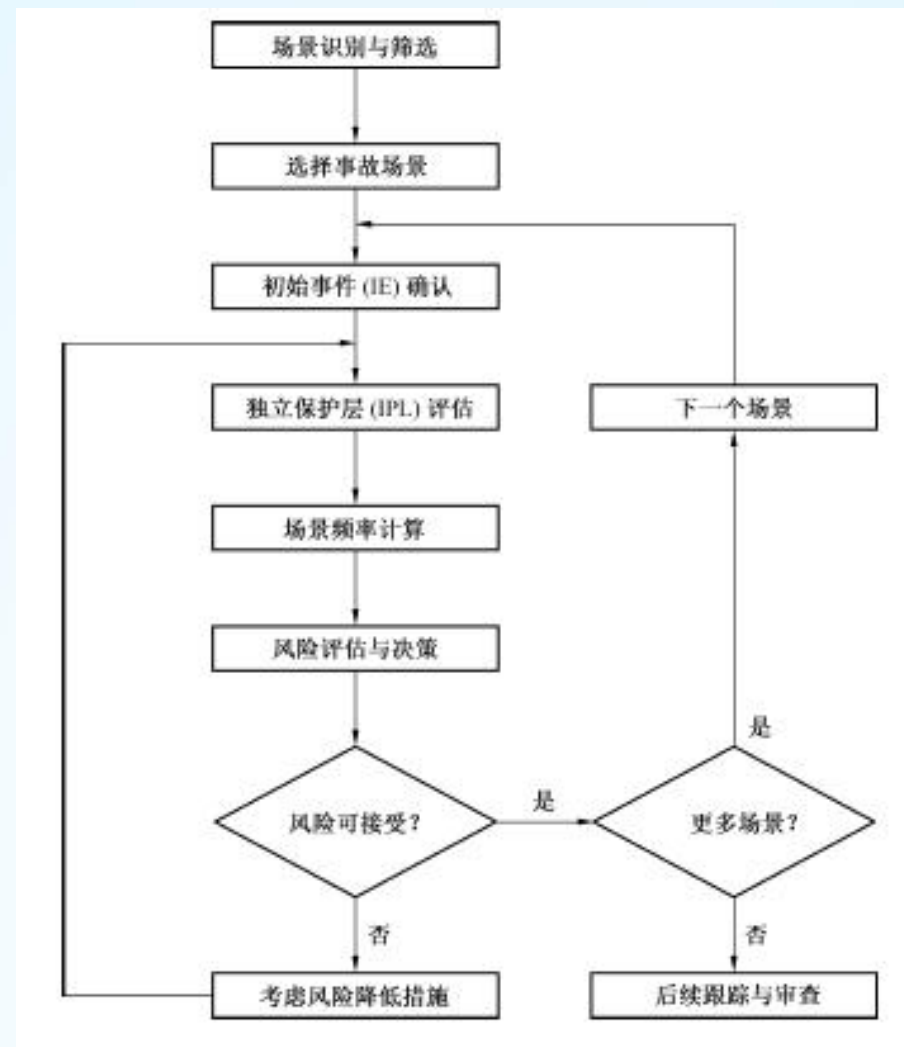 场景识别与筛选
选择事故场景
初始事件 (IE) 确认
独立保护层 (IPL) 评估
下一个场景
场景频率计算
风险评估与决策
是
风险可接受?
是
更多场景?
否
否
考虑风险降低措施
后续跟踪与审查